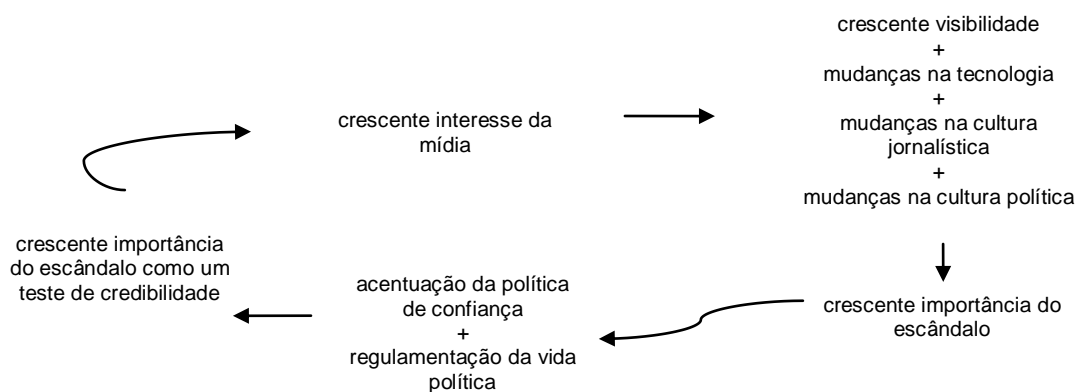 crescente visibilidade
+
mudanças na tecnologia
+
mudanças na cultura
jornalística
+
mudanças na cultura política
crescente interesse da
mídia
crescente importância
do escândalo como um
teste de credibilidade
acentuação da política
de confiança
+
regulamentação da vida
política
crescente importância do
escândalo